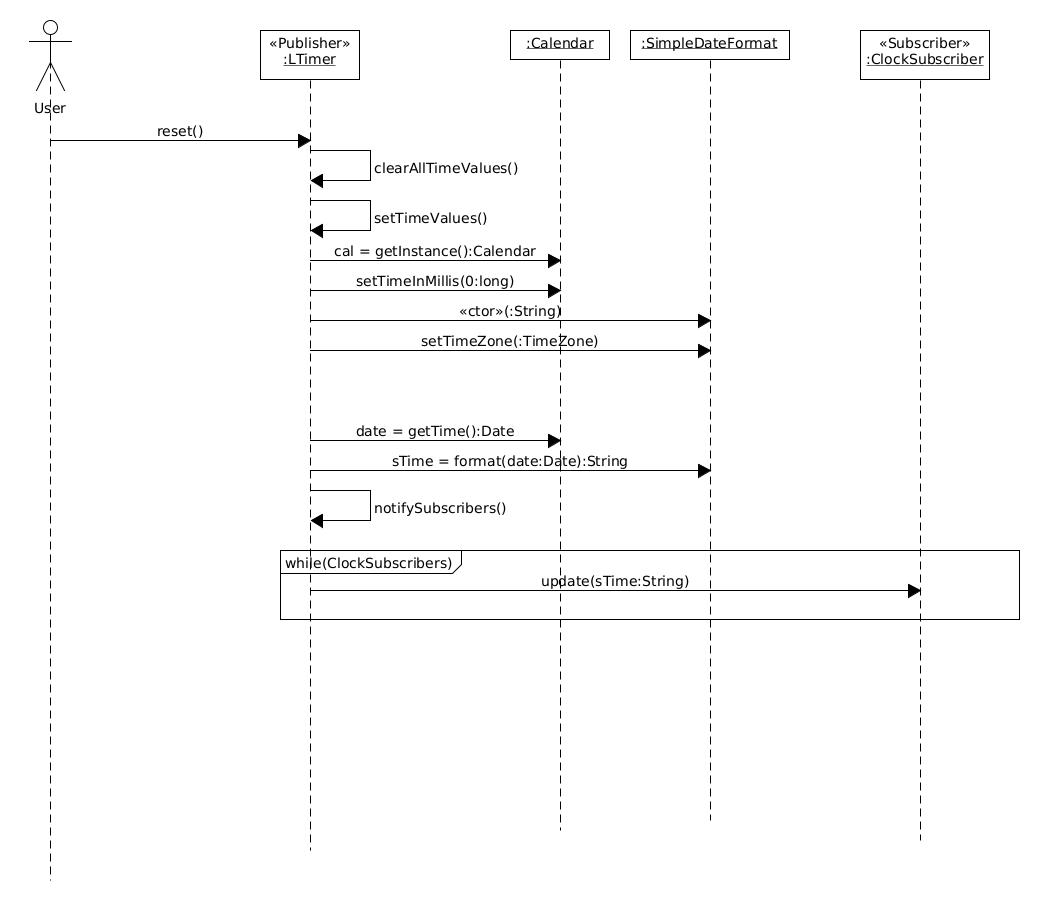 «Publisher»
:LTimer
:Calendar
:SimpleDateFormat
«Subscriber»
:ClockSubscriber
User
reset()
clearAllTimeValues()
setTimeValues()
cal = getInstance():Calendar
setTimeInMillis(0:long)
«ctor»(:String)
setTimeZone(:TimeZone)
date = getTime():Date
sTime = format(date:Date):String
notifySubscribers()
while(ClockSubscribers)
update(sTime:String)